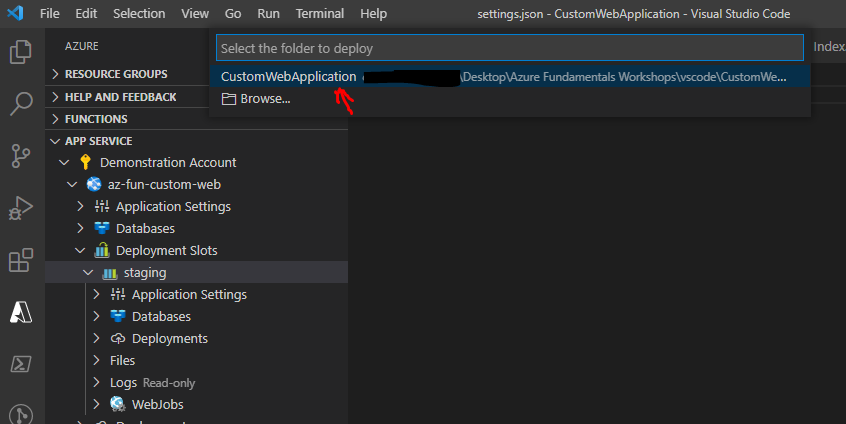 File Edit Selection View Go Run Terminal Help settings.json - CustomWebApplication - Visual Studio Code
AZURE
Select the folder to deploy
Index.
RESOURCE GROUPS
CustomWebApplication \Desktop\Azure Fundamentals Workshops\vscode\CustomWe...
HELP AND FEEDBACK
Browse...
FUNCTIONS
APP SERVICE
Demonstration Account
az-fun-custom-web
Application Settings
Databases
Deployment Slots
staging
Application Settings
Databases
Deployments
Files
Logs Read-only
WebJobs